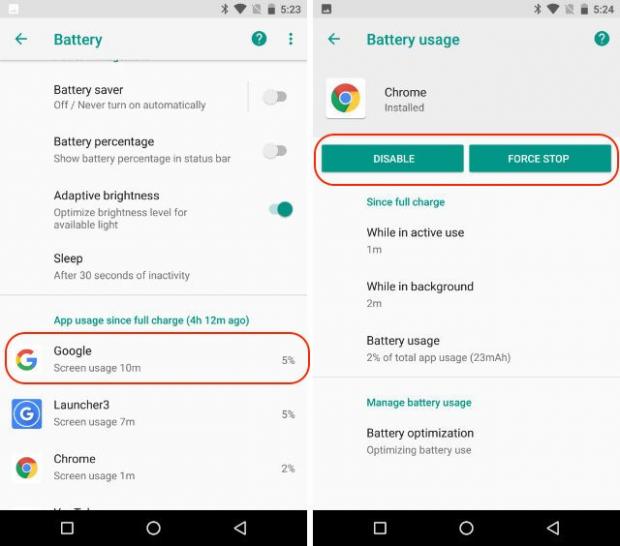 5:23
Battery
Battery saver
Off / Never turn on automatically
Battery percentage
Show battery percentage in status bar
Adaptive brightness
Optimize brightness level for
available light
Sleep
After 30 seconds of inactivity
App usage since full charge (4h 12m ago)
Google
Screen usage 10m
5%
Launcher3
Screen usage 7m
5%
Chrome
Screen usage 1m
2%
5:24
Battery usage
Chrome
Installed
DISABLE
FORCE STOP
Since full charge
While in active use
1m
While in background
2m
Battery usage
2% of total app usage (23mAh)
Manage battery usage
Battery optimization
Optimizing battery use